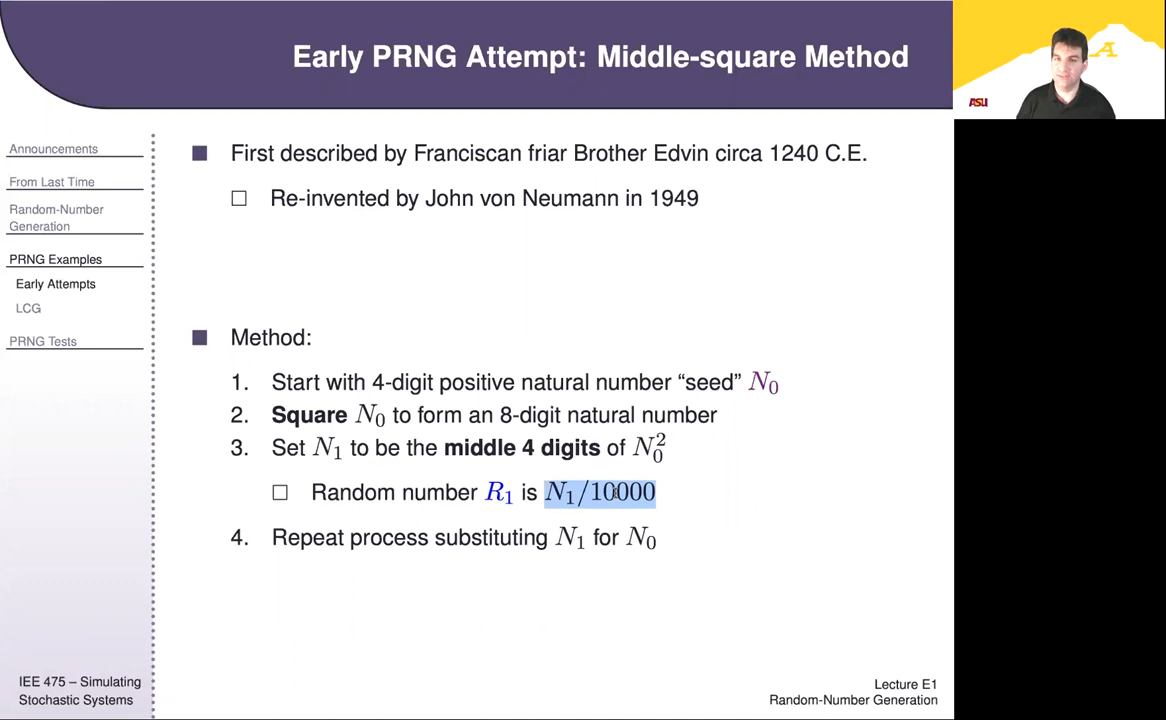 Early PRNG Attempt: Middle-square Method
ASU
Announcements
From Last Time
Random-Number
Generation
PRNG Examples
Early Attempts
LCG
PRNG Tests
■ First described by Franciscan friar Brother Edvin circa 1240 C.E.
□ Re-invented by John von Neumann in 1949
■ Method:
1. Start with 4-digit positive natural number “seed” N₀
2. Square N₀ to form an 8-digit natural number
3. Set N₁ to be the middle 4 digits of N₀²
□ Random number R₁ is N₁/10000
4. Repeat process substituting N₁ for N₀
IEE 475 – Simulating
Stochastic Systems
Lecture E1
Random-Number Generation